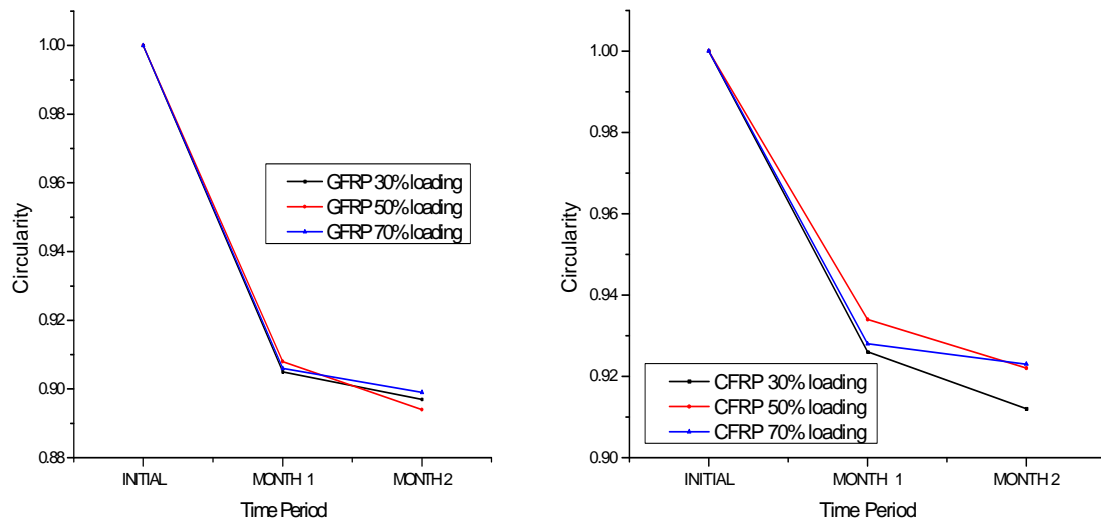 1.00
0.98
0.96
0.94
0.92
0.90
0.88
Circularity
GFRP 30% loading
GFRP 50% loading
GFRP 70% loading
INITIAL
MONTH 1
MONTH 2
Time Period
1.00
0.98
0.96
0.94
0.92
0.90
Circularity
CFRP 30% loading
CFRP 50% loading
CFRP 70% loading
INITIAL
MONTH 1
MONTH 2
Time Period